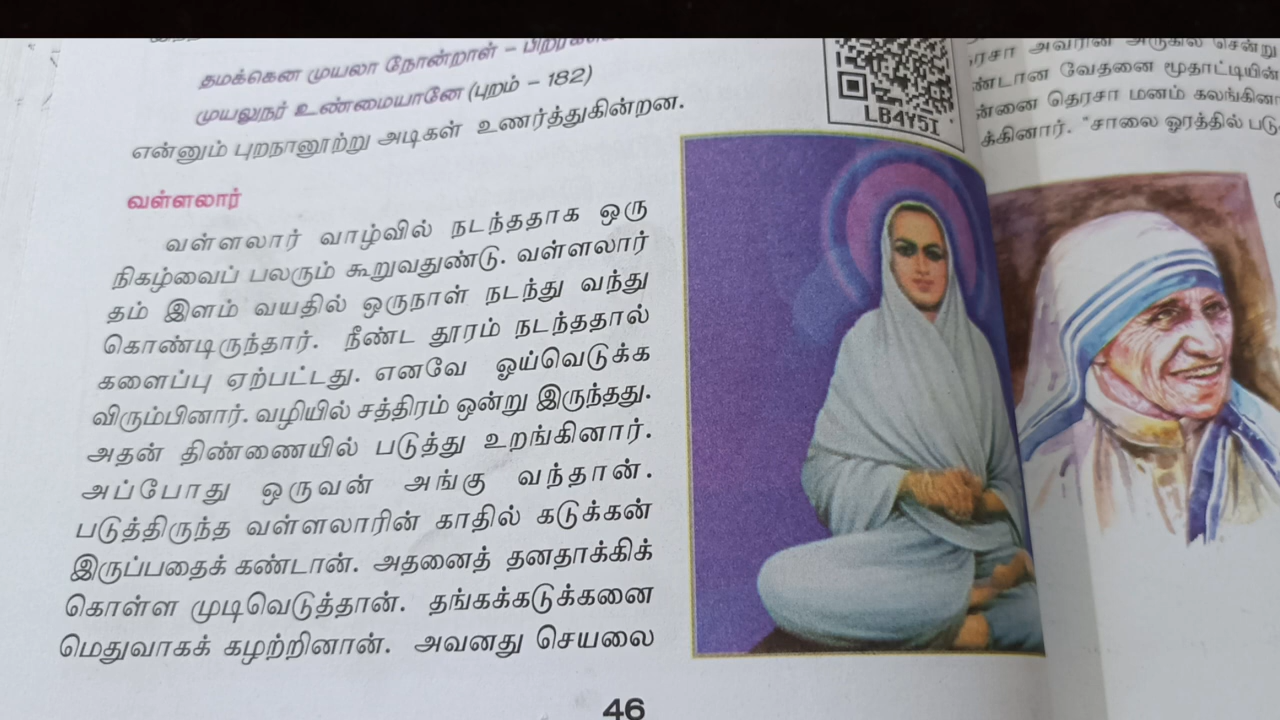 தமக்கென முயலா நோன்றாள் –
முயலுநர் உண்மையானே (புறம் – 182)
என்னும் புறநானூற்று அடிகள் உணர்த்துகின்றன.
வள்ளலார்
வள்ளலார் வாழ்வில் நடந்ததாக ஒரு
நிகழ்வைப் பலரும் கூறுவதுண்டு. வள்ளலார்
தம் இளம் வயதில் ஒருநாள் நடந்து வந்து
கொண்டிருந்தார். நீண்ட தூரம் நடந்ததால்
களைப்பு ஏற்பட்டது. எனவே ஓய்வெடுக்க
விரும்பினார். வழியில் சத்திரம் ஒன்று இருந்தது.
அதன் திண்ணையில் படுத்து உறங்கினார்.
அப்போது ஒருவன் அங்கு வந்தான்.
படுத்திருந்த வள்ளலாரின் காதில் கடுக்கன்
இருப்பதைக் கண்டான். அதனைத் தனதாக்கிக்
கொள்ள முடிவெடுத்தான். தங்கக்கடுக்கனை
மெதுவாகக் கழற்றினான். அவனது செயலை
46
LB4Y5I
அவரின் அருகில் சென்று
வேதனை மூதாட்டியின்
தெரசா மனம்
க்கினார். "சாலை ஓரத்தில்